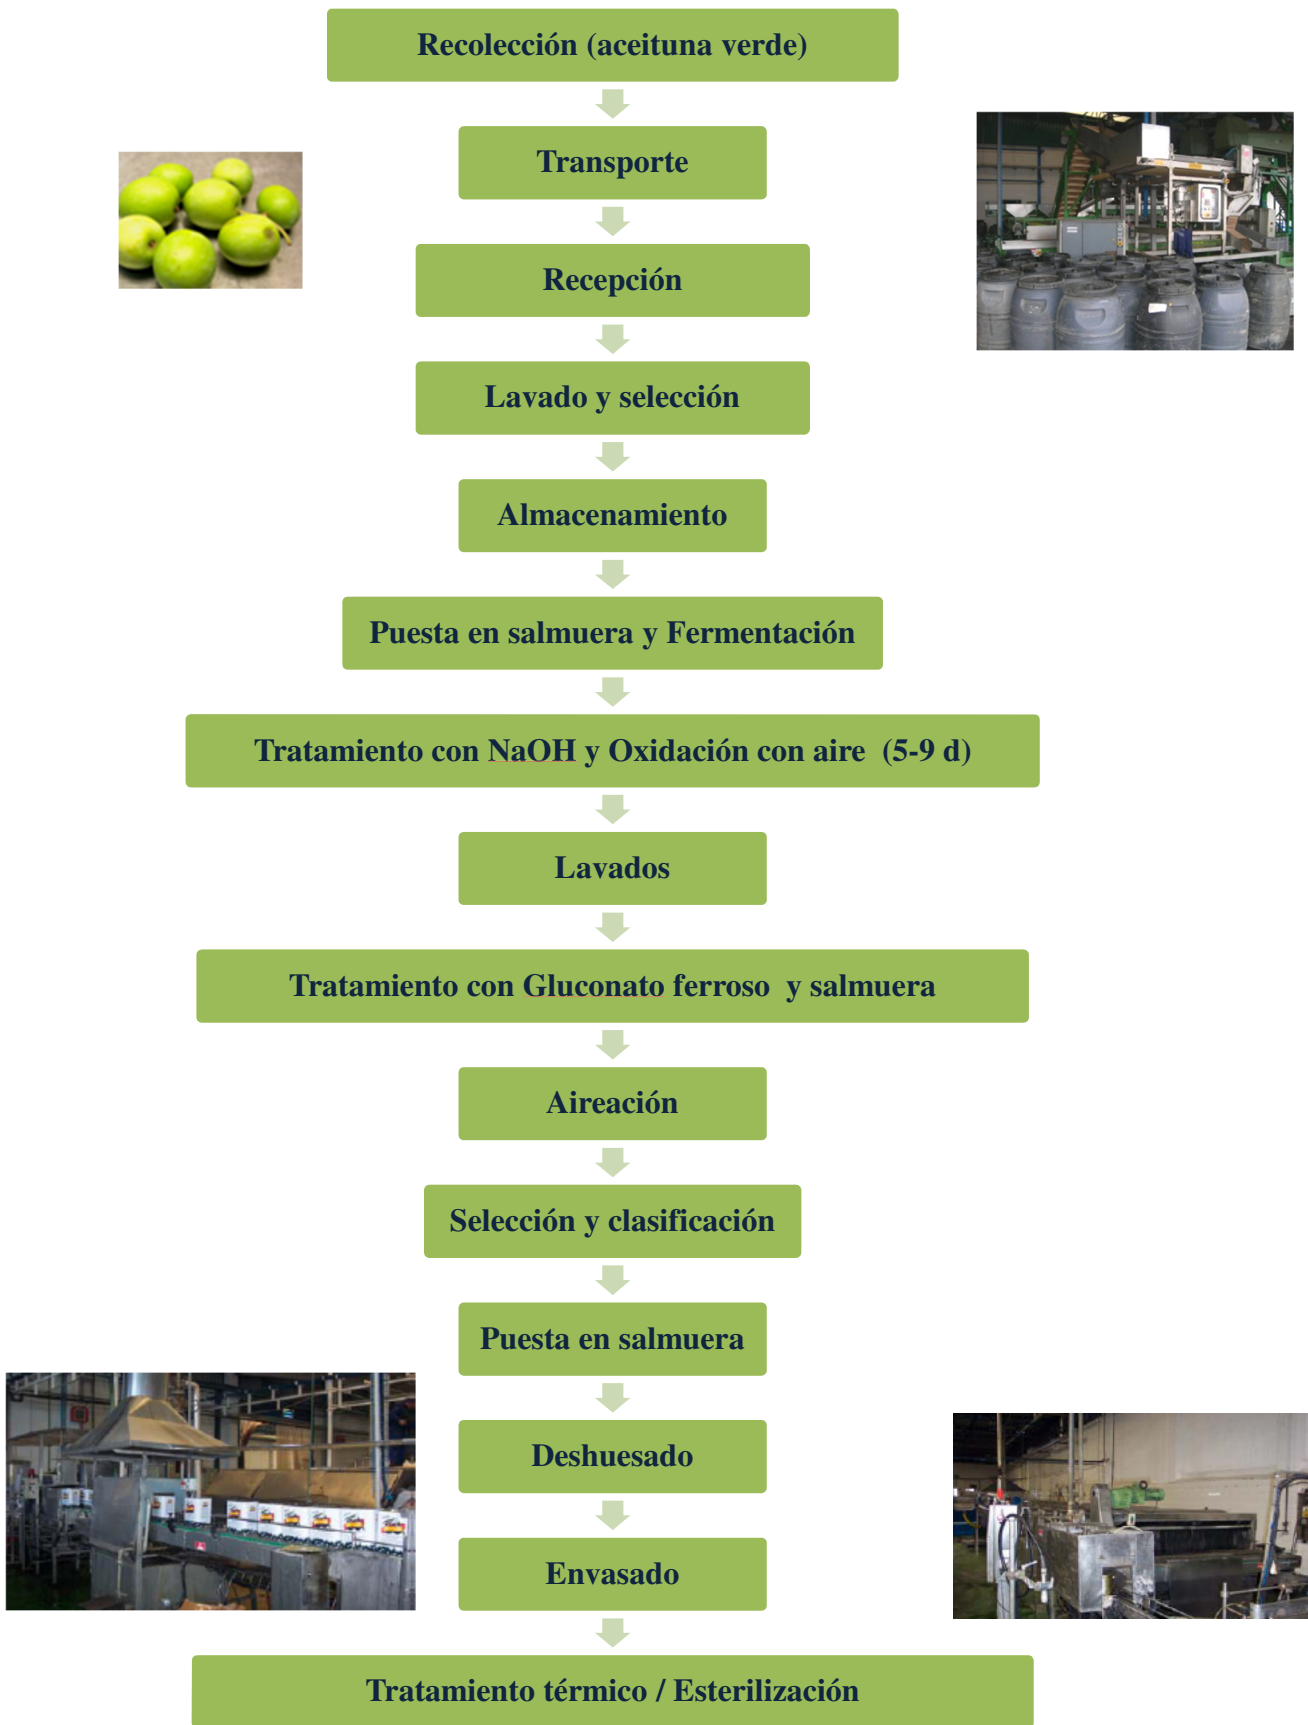 Recolección (aceituna verde)
Transporte
Recepción
Lavado y selección
Almacenamiento
Puesta en salmuera y Fermentación
Tratamiento con NaOH y Oxidación con aire (5-9 d)
Lavados
Tratamiento con Gluconato ferroso y salmuera
Aireación
Selección y clasificación
Puesta en salmuera
Deshuesado
Envasado
Tratamiento térmico / Esterilización